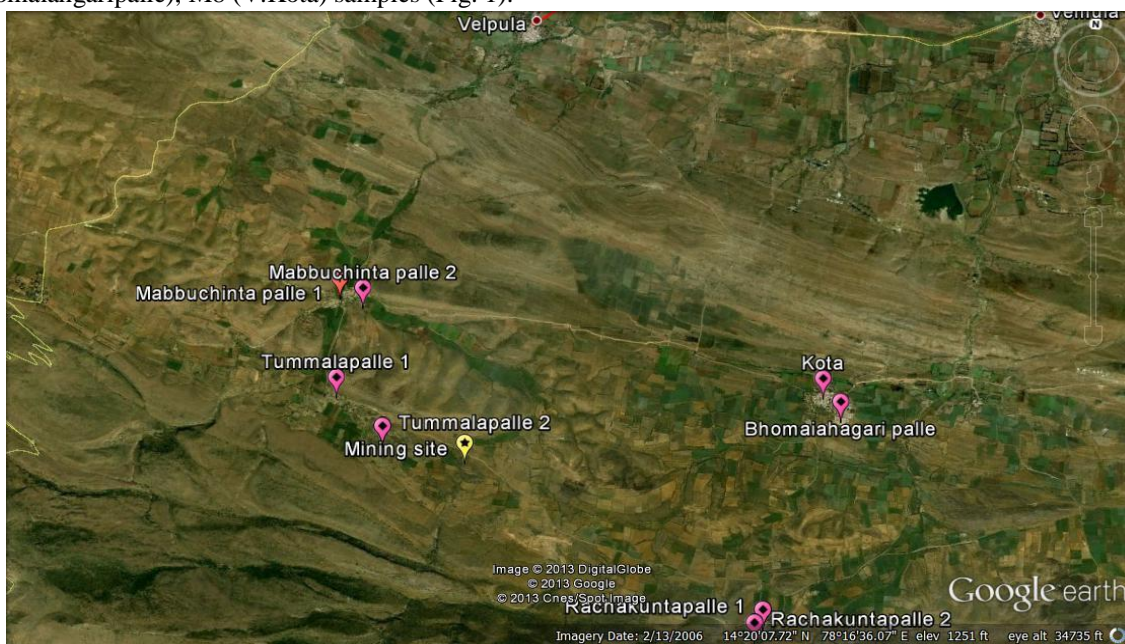 Velpula
Mabbuchinta palle 2
Mabbuchinta palle 1
Tummalapalle 1
Kota
Tummalapalle 2
Bhomaiahagari palle
Mining site
Image © 2013 DigitalGlobe
© 2013 Google
© 2013 Cnes/Spot Image
Google earth
Rachakuntapalle 1
Rachakuntapalle 2
Imagery Date: 2/13/2006 14°20'07.72" N 78°16'36.07" E elev 1251 ft eye alt 34735 ft